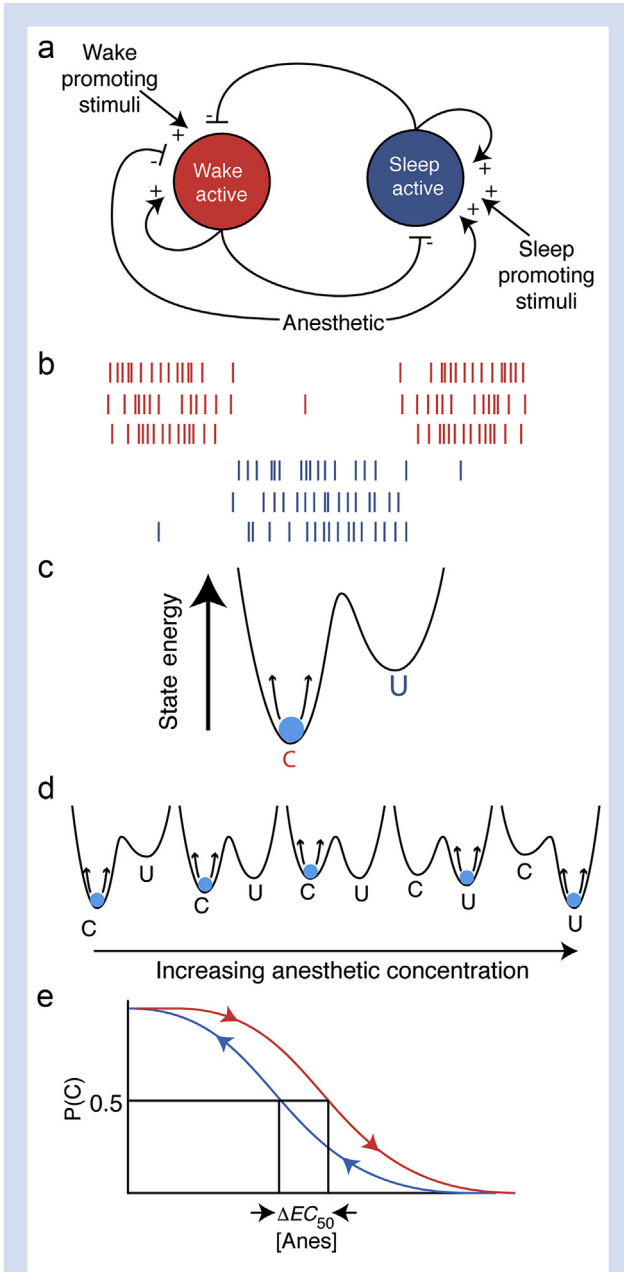 a
Wake
promoting
stimuli
+
-
-
+
Wake
active
Sleep
active
+
+
+
-
Sleep
promoting
stimuli
Anesthetic
b
c
State energy
U
C
d
C
U
C
U
C
U
C
U
C
U
Increasing anesthetic concentration
e
P(C)
0.5
ΔEC50
[Anes]